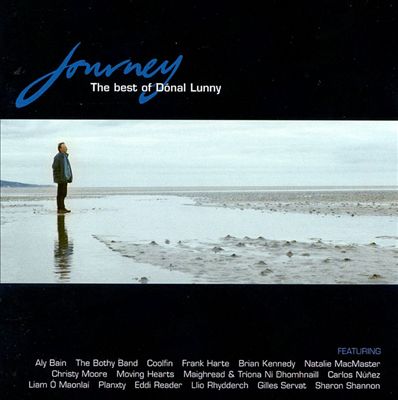 Journey
The best of Dónal Lunny
FEATURING
Aly Bain The Bothy Band Coolfin Frank Harte Brian Kennedy Natalie MacMaster
Christy Moore Moving Hearts Maighread & Triona Ni Dhomhnaill Carlos Núñez
Liam Ó Maonlaí Planxty Eddi Reader Llio Rhydderch Gilles Servat Sharon Shannon